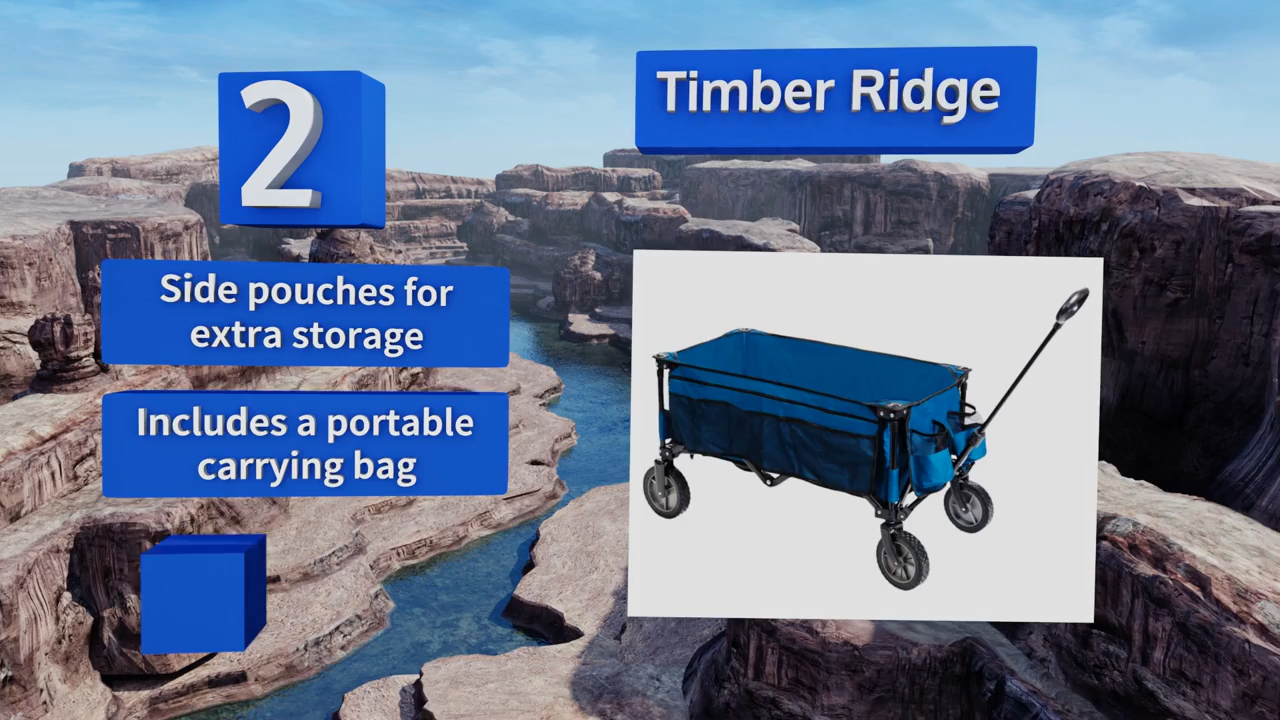 2
Timber Ridge
Side pouches for
extra storage
Includes a portable
carrying bag